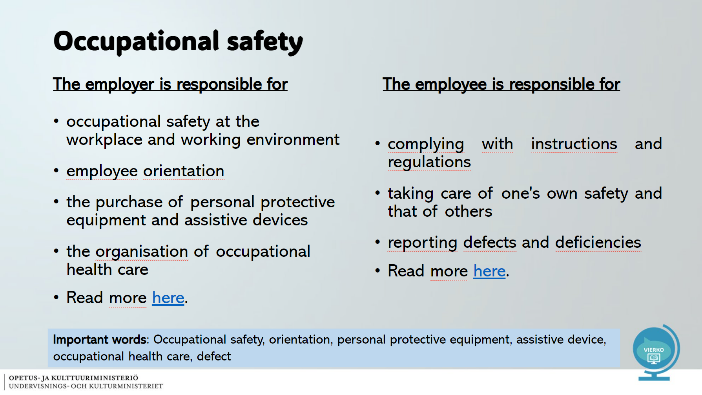 Occupational safety
The employer is responsible for
• occupational safety at the
workplace and working environment
• employee orientation
• the purchase of personal protective
equipment and assistive devices
• the organisation of occupational
health care
• Read more here.
The employee is responsible for
• complying with instructions and
regulations
• taking care of one's own safety and
that of others
• reporting defects and deficiencies
• Read more here.
Important words: Occupational safety, orientation, personal protective equipment, assistive device,
occupational health care, defect
VIERKO
OPETUS- JA KULTTUURIMINISTERIÖ
UNDERVISNINGS- OCH KULTURMINISTERIET